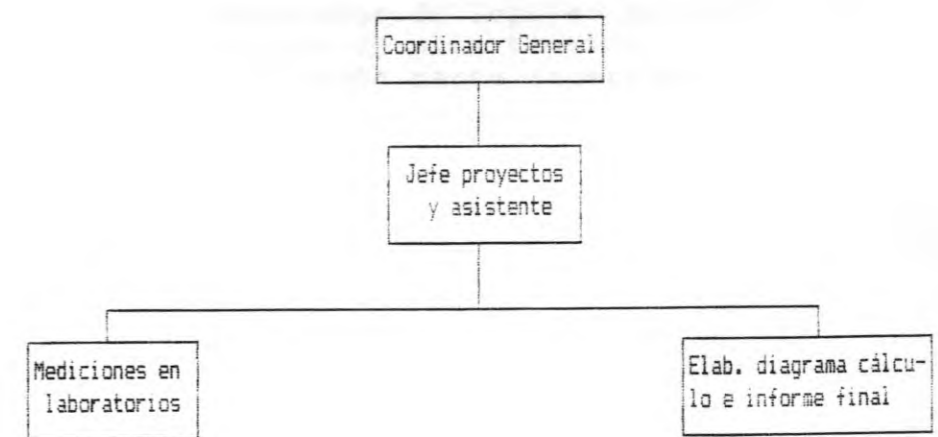 Coordinador General
Jefe proyectos
y asistente
Mediciones en
laboratorios
Elab. diagrama cálcu-
lo e informe final